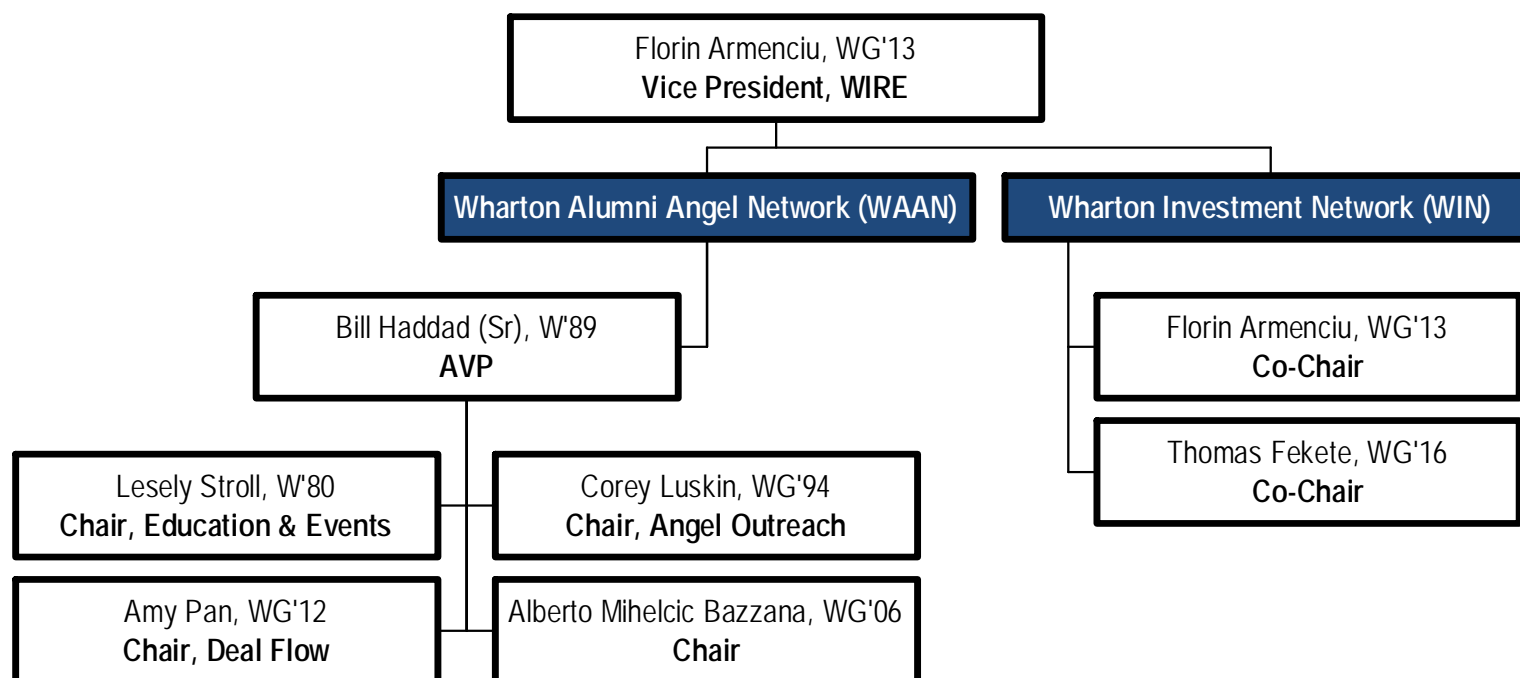 Florin Armenciu, WG'13
Vice President, WIRE
Wharton Alumni Angel Network (WAAN)
Wharton Investment Network (WIN)
Bill Haddad (Sr), W'89
AVP
Florin Armenciu, WG'13
Co-Chair
Thomas Fekete, WG'16
Co-Chair
Lesely Stroll, W'80
Chair, Education & Events
Corey Luskin, WG'94
Chair, Angel Outreach
Amy Pan, WG'12
Chair, Deal Flow
Alberto Mihelcic Bazzana, WG'06
Chair